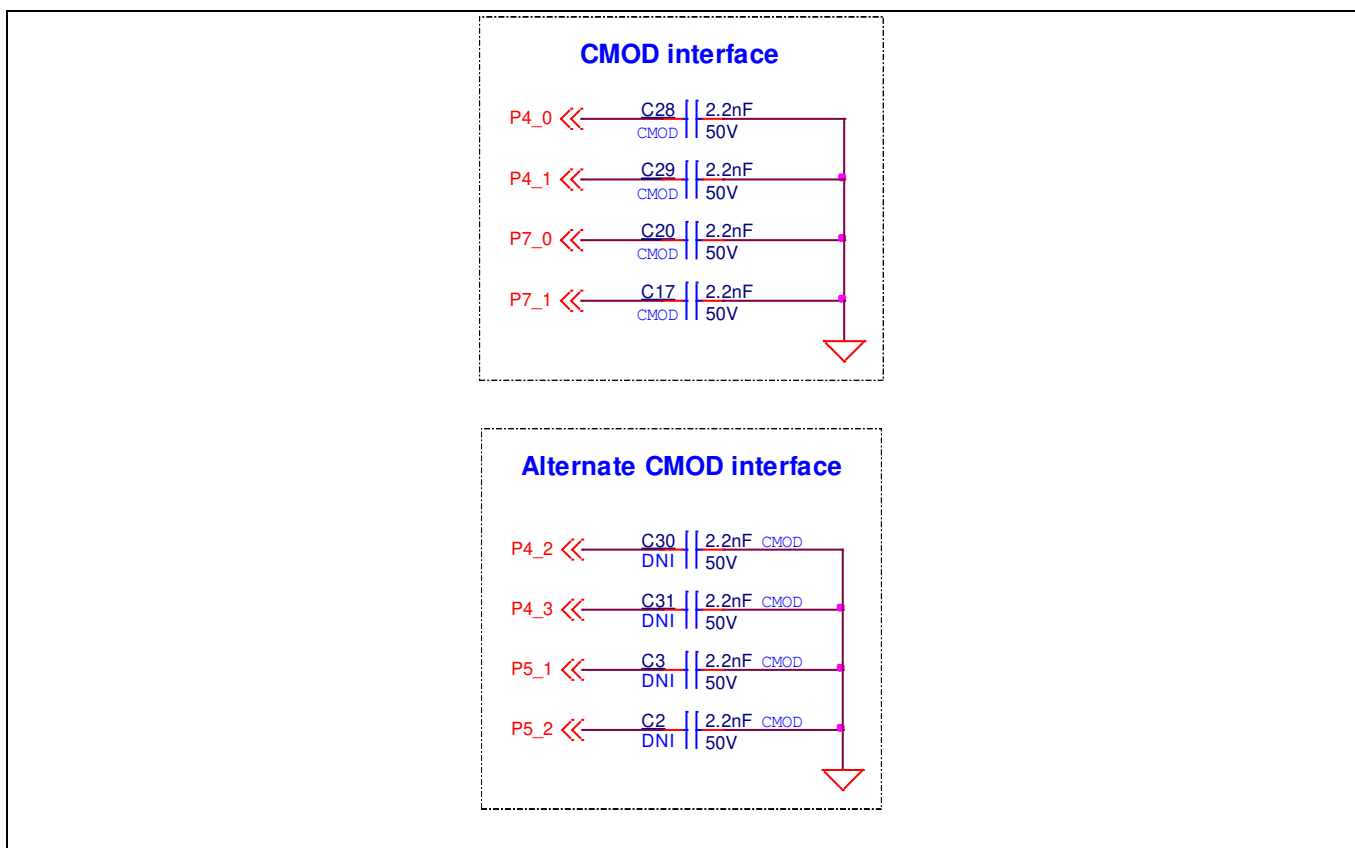 CMOD interface
P4_0 C28 2.2nF
CMOD 50V
P4_1 C29 2.2nF
CMOD 50V
P7_0 C20 2.2nF
CMOD 50V
P7_1 C17 2.2nF
CMOD 50V
Alternate CMOD interface
P4_2 C30 2.2nF CMOD
DNI 50V
P4_3 C31 2.2nF CMOD
DNI 50V
P5_1 C3 2.2nF CMOD
DNI 50V
P5_2 C2 2.2nF CMOD
DNI 50V